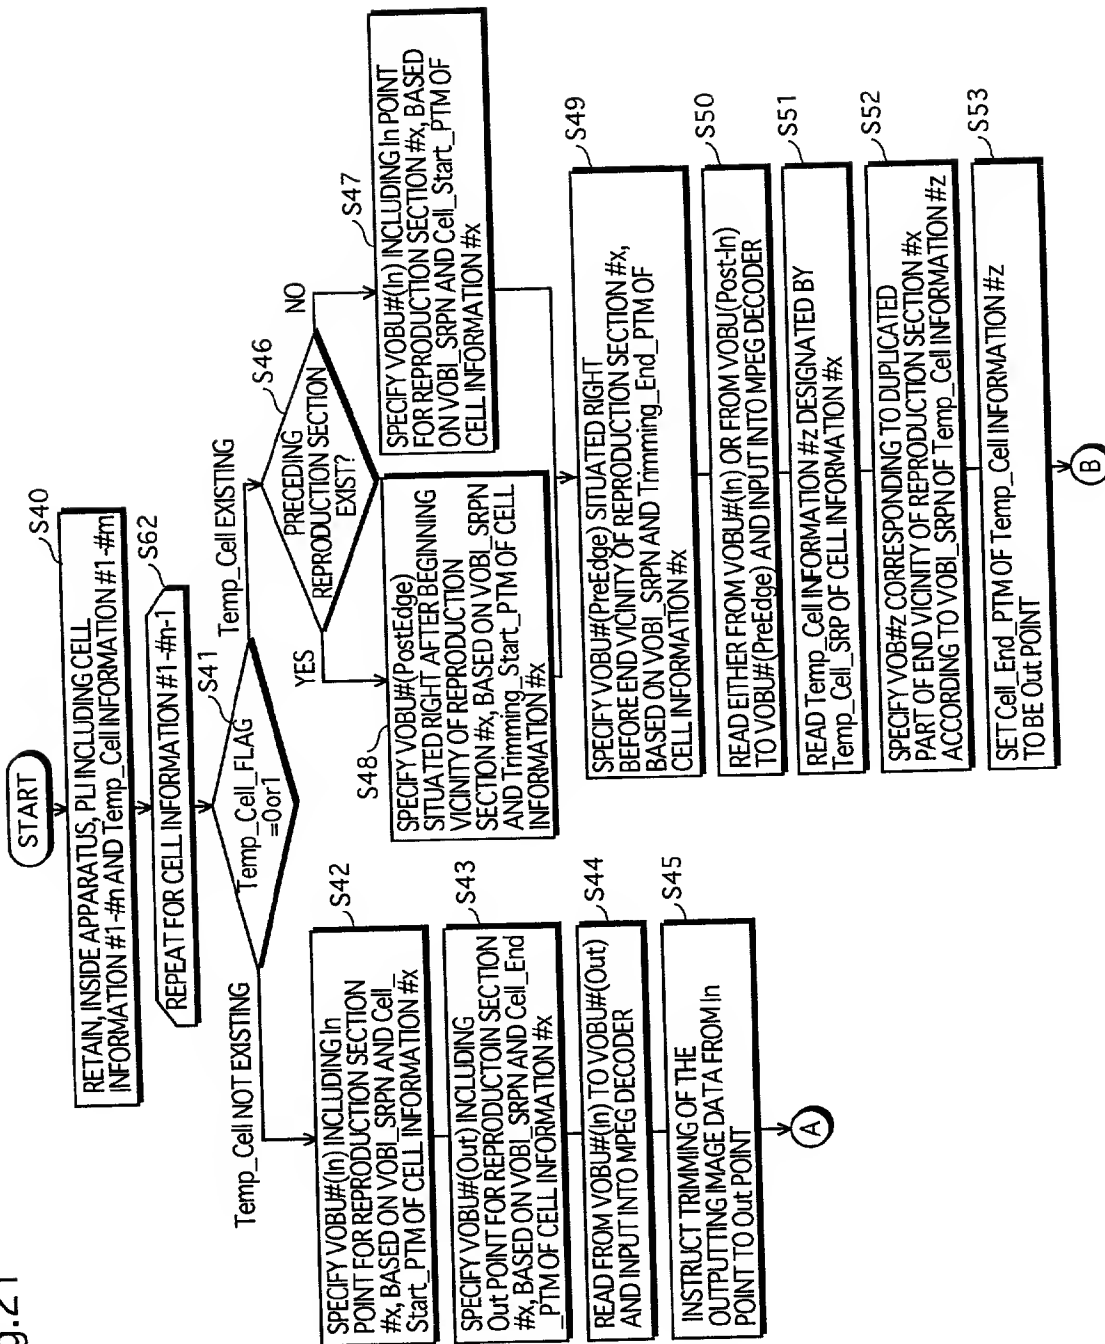 g.21
START
RETAIN, INSIDE APPARATUS, PLI INCLUDING CELL
INFORMATION #1-#n AND Temp_Cell INFORMATION #1-#m
S40
REPEAT FOR CELL INFORMATION #1-#n-1
S62
Temp_Cell_FLAG
=0or1
S41
Temp_Cell NOT EXISTING
Temp_Cell EXISTING
SPECIFY VOBU#(In) INCLUDING In
POINT FOR REPRODUCTION SECTION
#x, BASED ON VOBI_SRPN AND Cell_
Start_PTM OF CELL INFORMATION #x
S42
SPECIFY VOBU#(Out) INCLUDING
Out POINT FOR REPRODUCTOIN SECTION
#x, BASED ON VOBI_SRPN AND Cell_End
_PTM OF CELL INFORMATION #x
S43
READ FROM VOBU#(In) TO VOBU#(Out)
AND INPUT INTO MPEG DECODER
S44
INSTRUCT TRIMMING OF THE
OUTPUTTING IMAGE DATA FROM In
POINT TO Out POINT
S45
A
PRECEDING
REPRODUCTION SECTION
EXIST?
S46
YES
NO
SPECIFY VOBU#(In) INCLUDING In POINT
FOR REPRODUCTION SECTION #x, BASED
ON VOBI_SRPN AND Cell_Start_PTM OF
CELL INFORMATION #x
S47
S48
SPECIFY VOBU#(PostEdge)
SITUATED RIGHT AFTER BEGINNING
VICINITY OF REPRODUCTION
SECTION #x, BASED ON VOBI_SRPN
AND Trimming_Start_PTM OF CELL
INFORMATION #x
SPECIFY VOBU#(PreEdge) SITUATED RIGHT
BEFORE END VICINITY OF REPRODUCTION SECTION #x,
BASED ON VOBI_SRPN AND Trimming_End_PTM OF
CELL INFORMATION #x
S49
READ EITHER FROM VOBU#(In) OR FROM VOBU(Post-In)
TO VOBU#(PreEdge) AND INPUT INTO MPEG DECODER
S50
READ Temp_Cell INFORMATION #z DESIGNATED BY
Temp_Cell_SRP OF CELL INFORMATION #x
S51
SPECIFY VOB#z CORRESPONDING TO DUPLICATED
PART OF END VICINITY OF REPRODUCTION SECTION #x
ACCORDING TO VOBI_SRPN OF Temp_Cell INFORMATION #z
S52
SET Cell_End_PTM OF Temp_Cell INFORMATION #z
TO BE Out POINT
S53
B